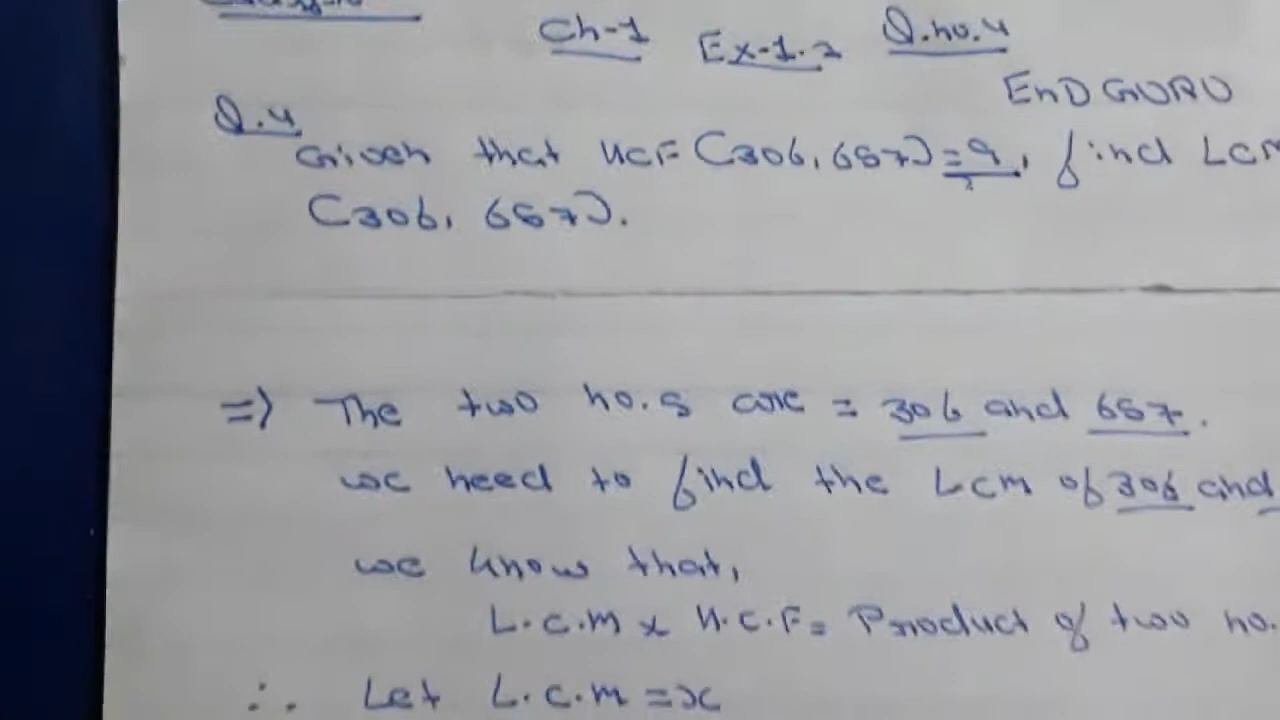 Ch-1 Ex-1.2 Q.no.4
END GURU
Q.4
Given that HCF (306, 657) = 9, find LCM
(306, 657).
=> The two no.s are = 306 and 657.
we need to find the Lcm of 306 and
we know that,
L.c.m x H.C.F = Product of two no.
∴ Let L.c.m = x